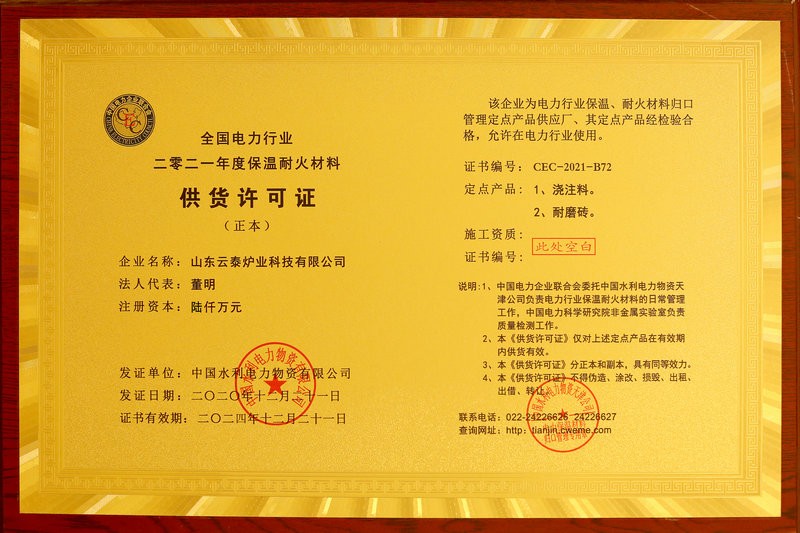 全国电力行业
二零二一年度保温耐火材料
供货许可证
（正本）
企业名称：山东云泰炉业科技有限公司
法人代表：董明
注册资本：陆仟万元
发证单位：中国水利电力物资有限公司
发证日期：二〇二〇年十二月二十一日
证书有效期：二〇二四年十二月二十一日
该企业为电力行业保温、耐火材料归口
管理定点产品供应厂、其定点产品经检验合
格，允许在电力行业使用。
证书编号：CEC-2021-B72
定点产品：1、浇注料。
2、耐磨砖。
施工资质：
此处空白
证书编号：
说明：1、中国电力企业联合会委托中国水利电力物资天
津公司负责电力行业保温耐火材料的日常管理
工作，中国电力科学研究院非金属实验室负责
质量检测工作。
2、本《供货许可证》仅对上述定点产品在有效期
内供货有效。
3、本《供货许可证》分正本和副本，具有同等效力。
4、本《供货许可证》不得伪造、涂改、损毁、出租、
出借、转让。
联系电话：022-24226626 24226627
查询网址：http：tianjin.cweme.com